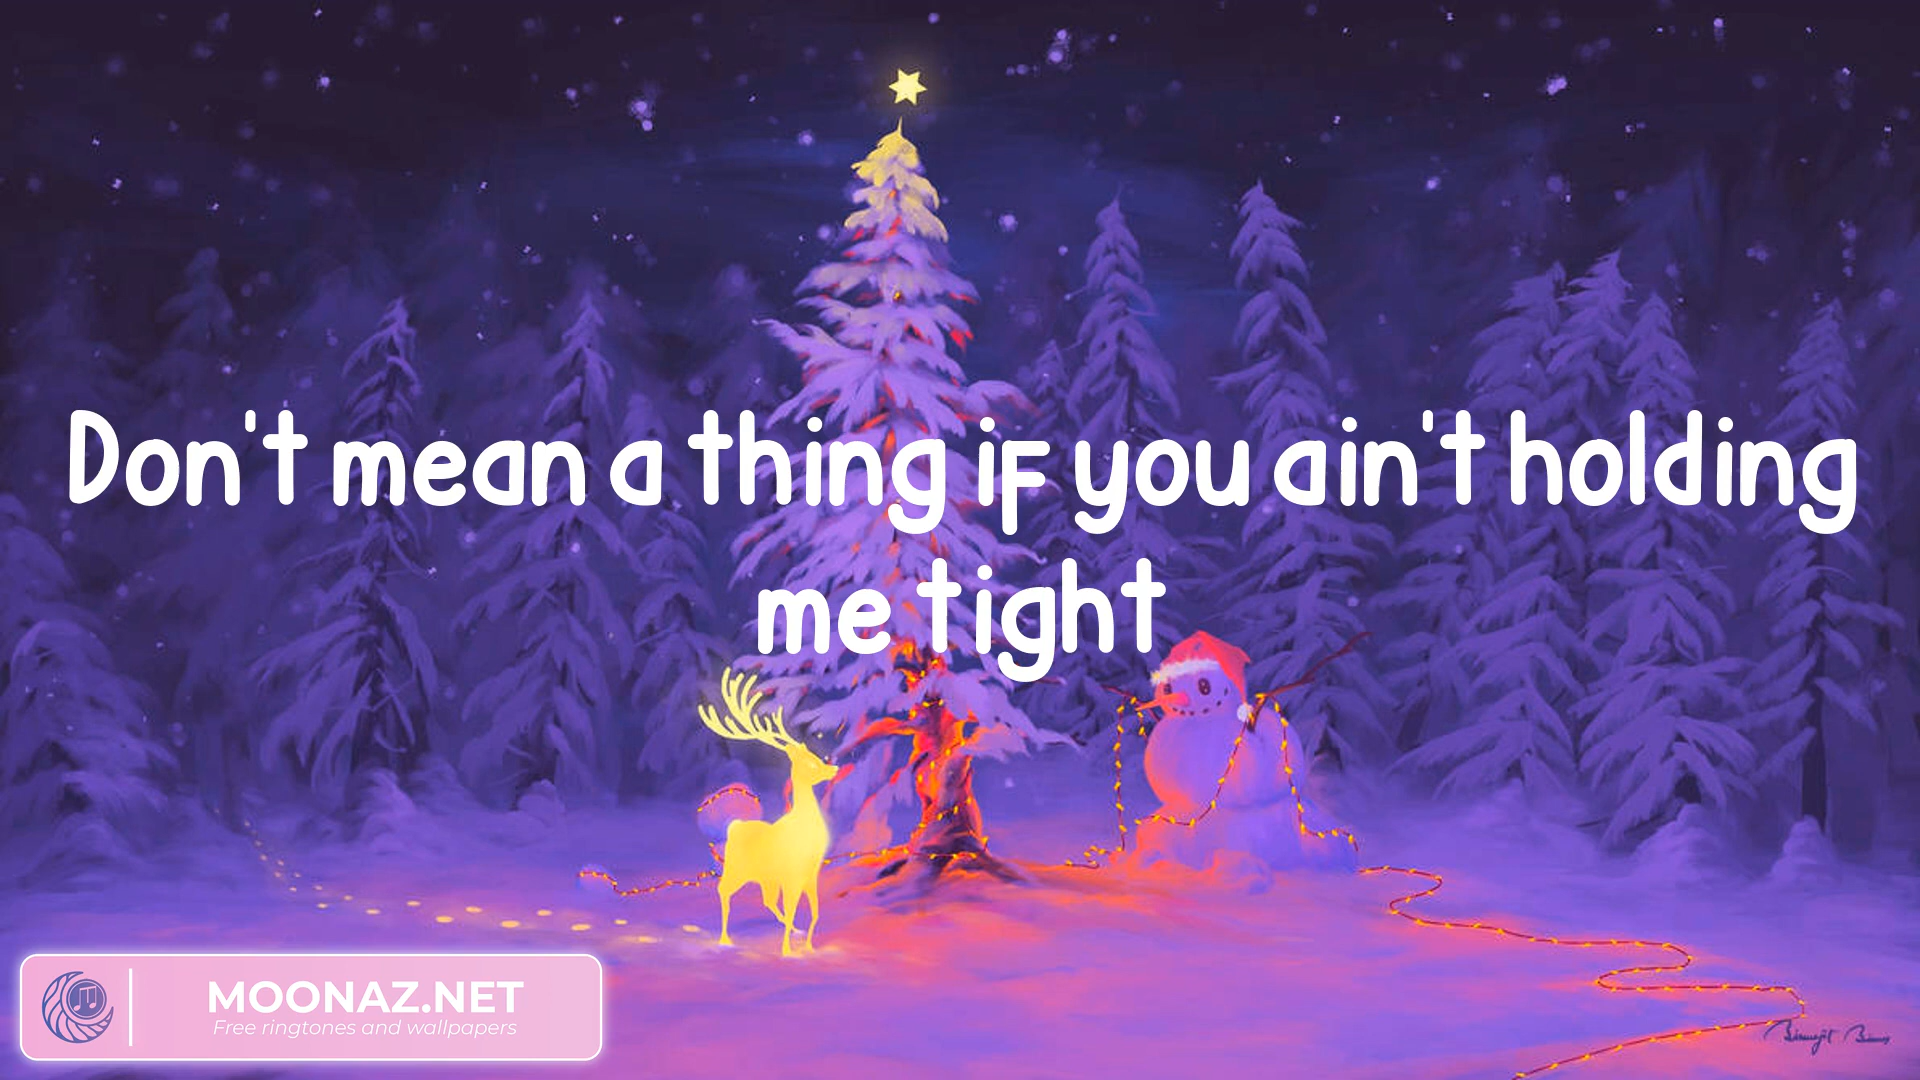 Don't mean a thing if you ain't holding
me tight
MOONAZ.NET
Free ringtones and wallpapers